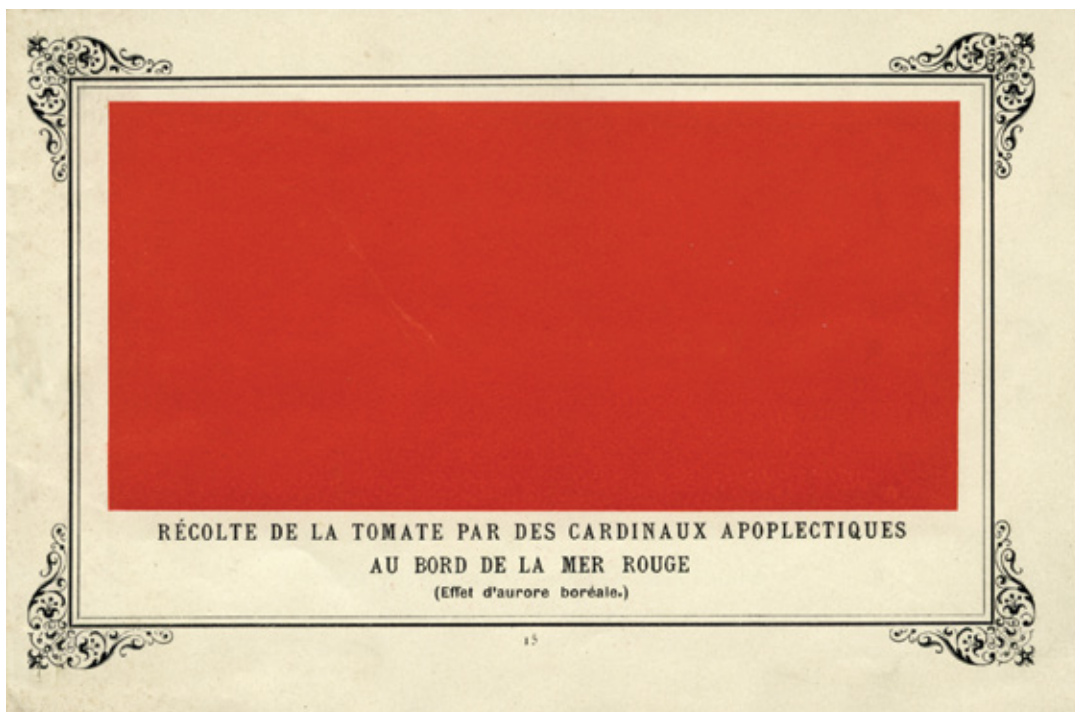 RÉCOLTE DE LA TOMATE PAR DES CARDINAUX APOPLECTIQUES
AU BORD DE LA MER ROUGE
(Effet d'aurore boréale.)
15